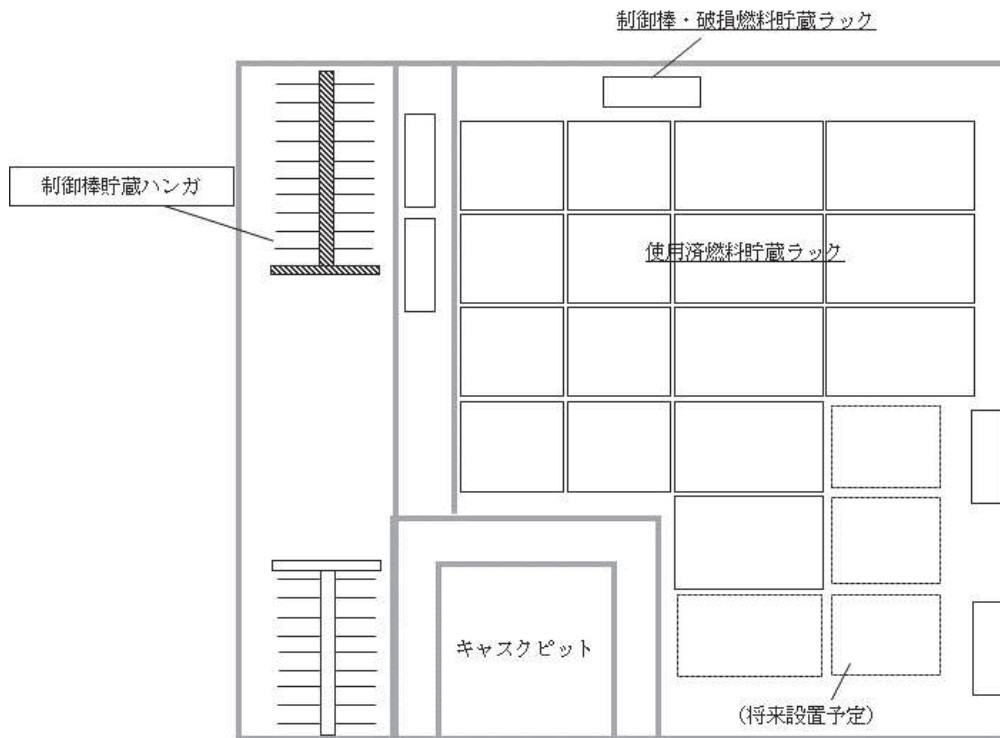 制御棒・破損燃料貯蔵ラック
制御棒貯蔵ハンガ
使用済燃料貯蔵ラック
キャスクピット
(将来設置予定)